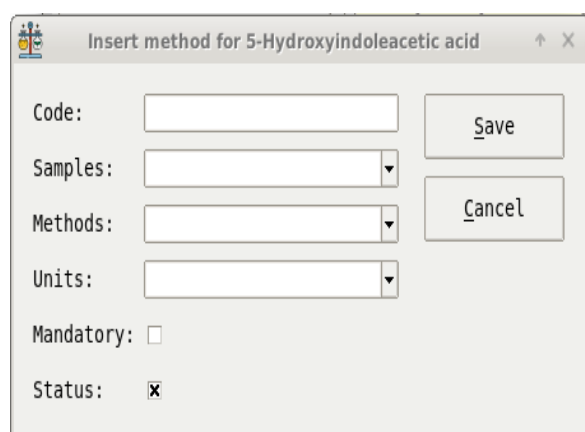 Insert method for 5-Hydroxyindoleacetic acid
Code:
Save
Samples:
Methods:
Cancel
Units:
Mandatory:
Status: